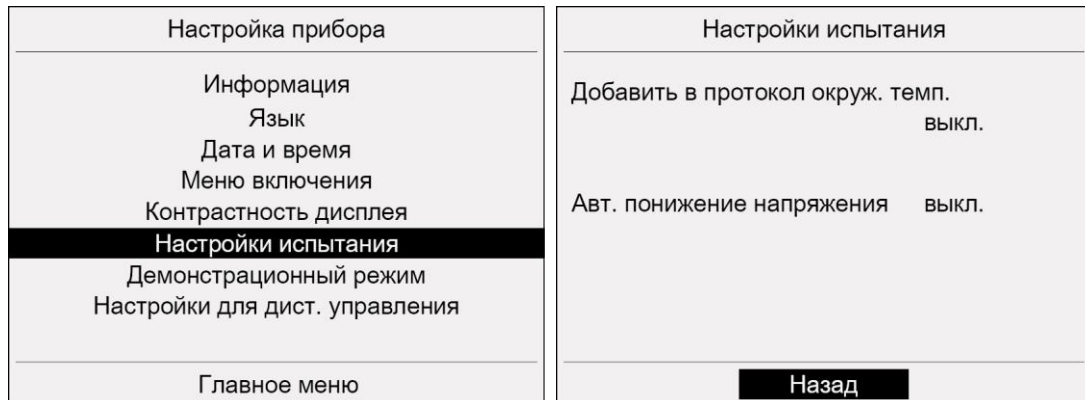 Настройка прибора
Информация
Язык
Дата и время
Меню включения
Контрастность дисплея
Настройки испытания
Демонстрационный режим
Настройки для дист. управления
Главное меню
Настройки испытания
Добавить в протокол окруж. темп.
выкл.
Авт. понижение напряжения выкл.
Назад